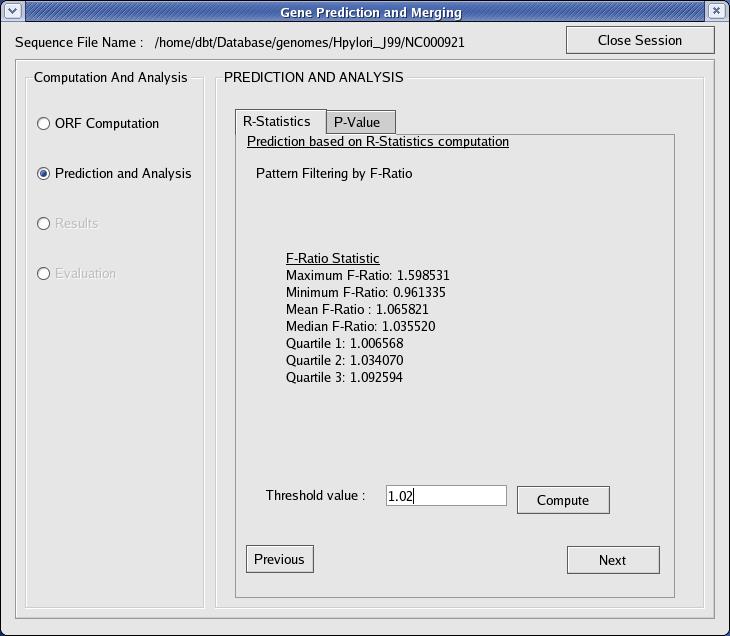 Gene Prediction and Merging
Sequence File Name : /home/dbt/Database/genomes/Hpylori_J99/NC000921
Close Session
Computation And Analysis
ORF Computation
Prediction and Analysis
Results
Evaluation
PREDICTION AND ANALYSIS
R-Statistics
P-Value
Prediction based on R-Statistics computation
Pattern Filtering by F-Ratio
F-Ratio Statistic
Maximum F-Ratio: 1.598531
Minimum F-Ratio: 0.961335
Mean F-Ratio : 1.065821
Median F-Ratio: 1.035520
Quartile 1: 1.006568
Quartile 2: 1.034070
Quartile 3: 1.092594
Threshold value : 1.02
Compute
Previous
Next